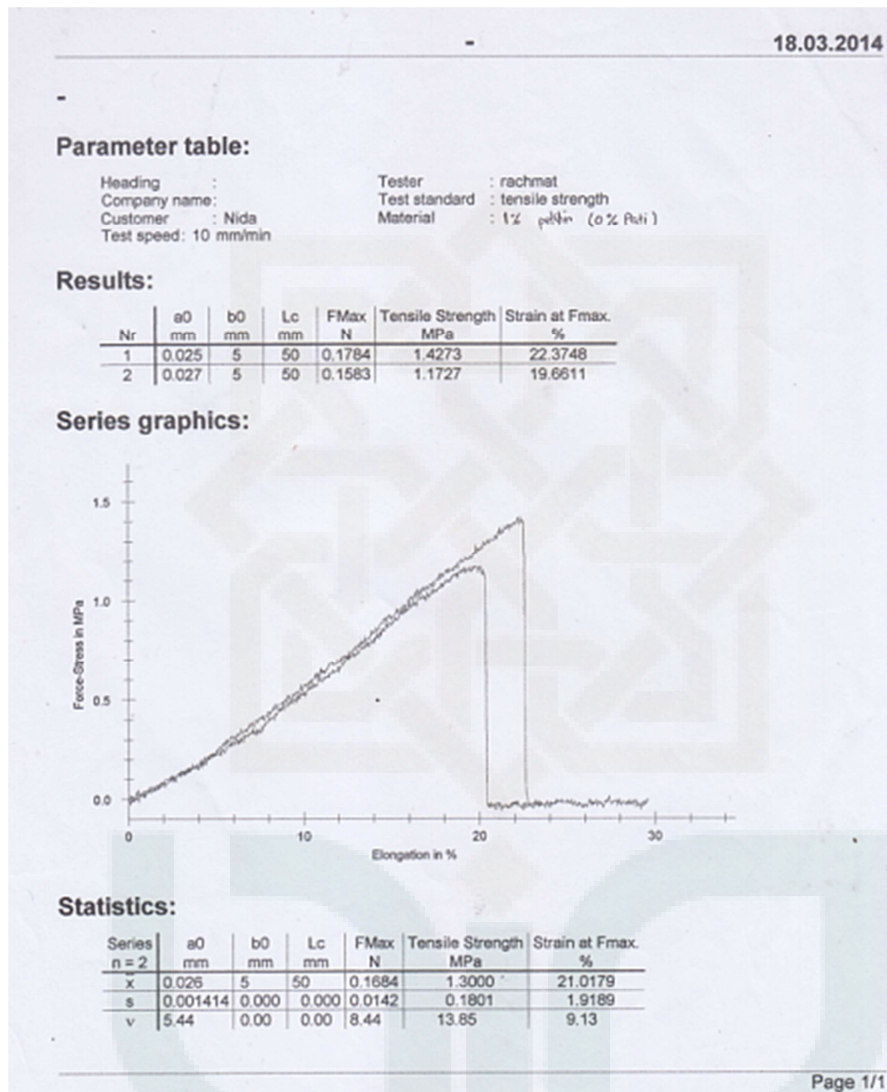 -
18.03.2014
-
Parameter table:
Heading :
Company name:
Customer : Nida
Test speed: 10 mm/min
Tester : rachmat
Test standard : tensile strength
Material : 1% (0% Pati)
Results:
Nr a0 mm b0 mm Lc mm FMax N Tensile Strength MPa Strain at Fmax. %
1 0.025 5 50 0.1784 1.4273 22.3748
2 0.027 5 50 0.1583 1.1727 19.6611
Series graphics:
Force-Stress in MPa
1.5
1.0
0.5
0.0
0 10 20 30
Elongation in %
Statistics:
Series a0 b0 Lc FMax Tensile Strength Strain at Fmax.
n = 2 mm mm mm N MPa %
x̄ 0.026 5 50 0.1684 1.3000 21.0179
s 0.001414 0.000 0.000 0.0142 0.1801 1.9189
ν 5.44 0.00 0.00 8.44 13.85 9.13
Page 1/1